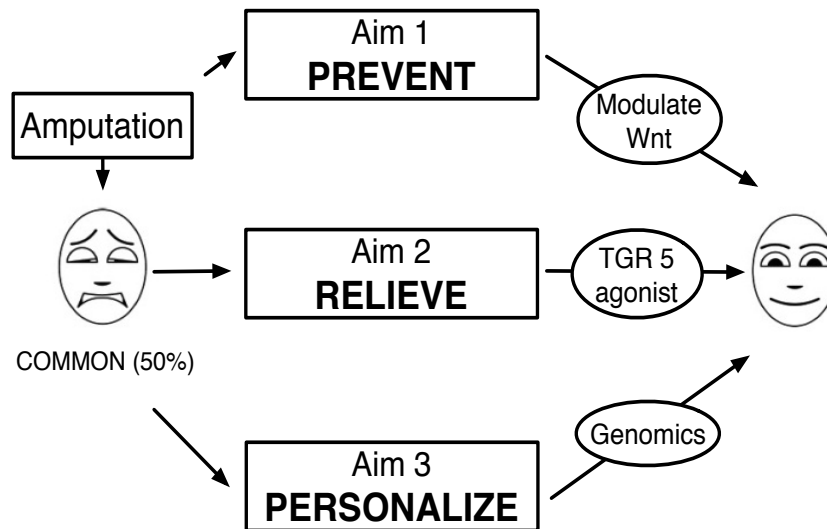 Aim 1
PREVENT
Modulate
Wnt
Amputation
Aim 2
RELIEVE
TGR 5
agonist
COMMON (50%)
Aim 3
PERSONALIZE
Genomics